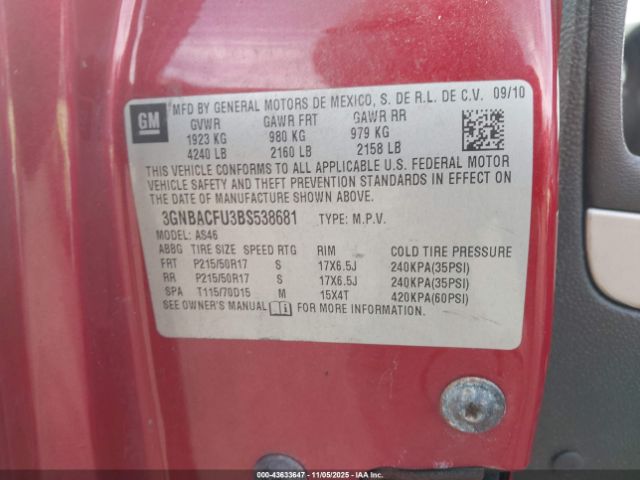 GM MFD BY GENERAL MOTORS DE MEXICO, S. DE R.L. DE C.V. 09/10
GVWR GAWR FRT GAWR RR
1923 KG 980 KG 979 KG
4240 LB 2160 LB 2158 LB
THIS VEHICLE CONFORMS TO ALL APPLICABLE U.S. FEDERAL MOTOR
VEHICLE SAFETY AND THEFT PREVENTION STANDARDS IN EFFECT ON
THE DATE OF MANUFACTURE SHOWN ABOVE.
3GNBACFU3BS538681 TYPE: M.P.V.
MODEL: AS46
ABBG TIRE SIZE SPEED RTG RIM COLD TIRE PRESSURE
FRT P215/50R17 S 17X6.5J 240KPA(35PSI)
RR P215/50R17 S 17X6.5J 240KPA(35PSI)
SPA T115/70D15 M 15X4T 420KPA(60PSI)
SEE OWNER'S MANUAL i FOR MORE INFORMATION.
000-43633647 - 11/05/2025 - IAAI.COM